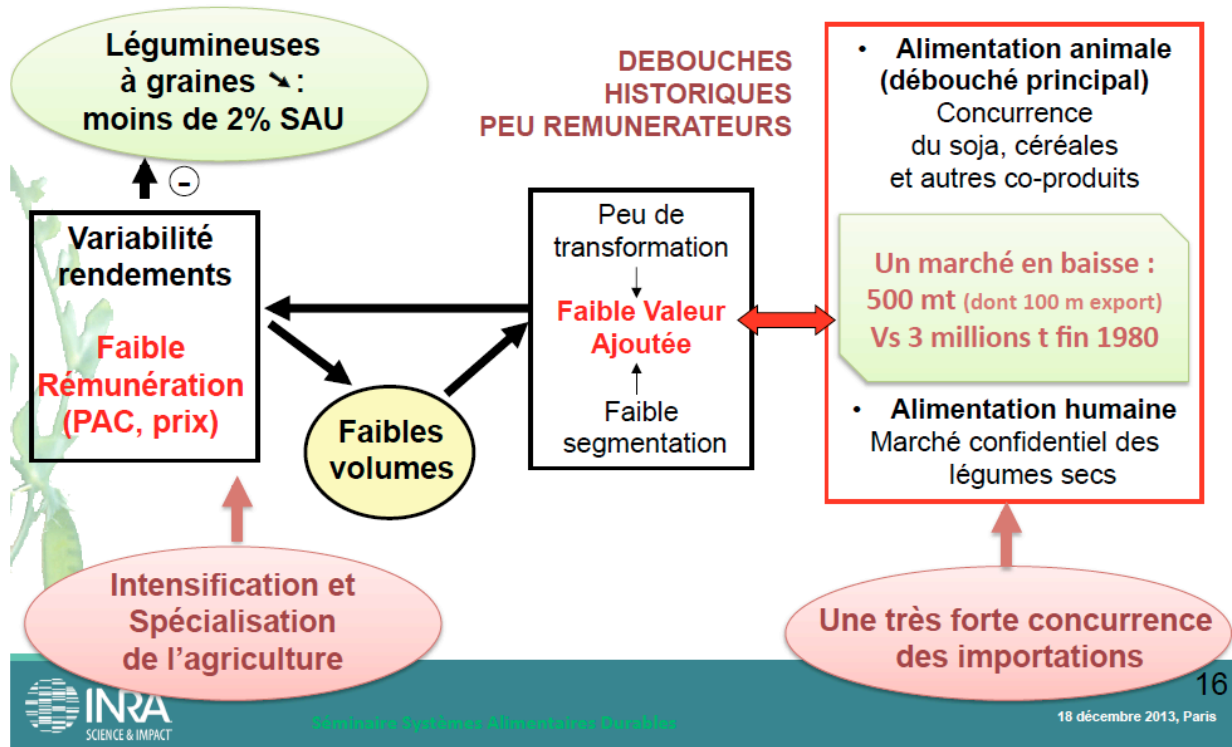 Légumineuses
à graines ➘ :
moins de 2% SAU
-
Variabilité
rendements
Faible
Rémunération
(PAC, prix)
Faibles
volumes
Intensification et
Spécialisation
de l'agriculture
DEBOUCHES
HISTORIQUES
PEU REMUNERATEURS
Peu de
transformation
Faible Valeur
Ajoutée
Faible
segmentation
• Alimentation animale
(débouché principal)
Concurrence
du soja, céréales
et autres co-produits
Un marché en baisse :
500 mt (dont 100 m export)
Vs 3 millions t fin 1980
• Alimentation humaine
Marché confidentiel des
légumes secs
Une très forte concurrence
des importations
16
INRA
SCIENCE & IMPACT
Séminaire Systèmes Alimentaires Durables
18 décembre 2013, Paris